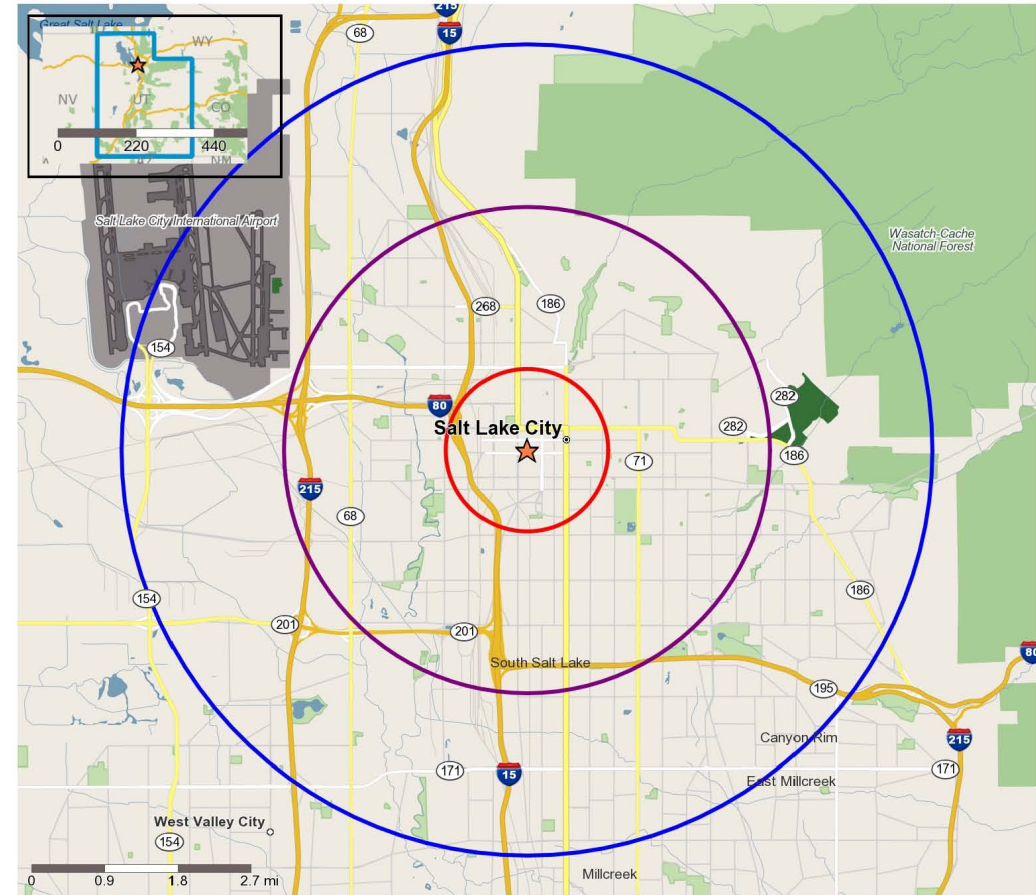 215
15
Great Salt Lake
WY
68
NV
UT
CO
0
220
440
NM
Salt Lake City International Airport
Wasatch-Cache
National Forest
268
186
154
282
80
Salt Lake City
282
186
71
215
68
186
154
201
201
South Salt Lake
80
195
Canyon Rim
215
171
15
171
East Millcreek
West Valley City
154
0
0.9
1.8
2.7 mi
Millcreek